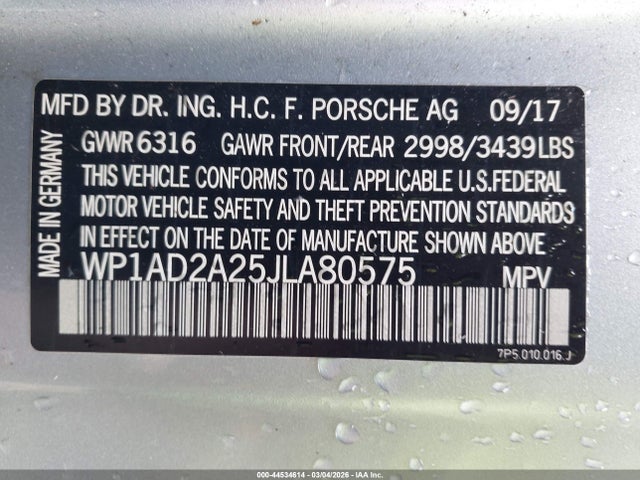 MFD BY DR. ING. H.C. F. PORSCHE AG 09/17
GVWR 6316 GAWR FRONT/REAR 2998/3439LBS
THIS VEHICLE CONFORMS TO ALL APPLICABLE U.S.FEDERAL
MOTOR VEHICLE SAFETY AND THEFT PREVENTION STANDARDS
IN EFFECT ON THE DATE OF MANUFACTURE SHOWN ABOVE
WP1AD2A25JLA80575 MPV
7P5.010.016.J
MADE IN GERMANY
000-44534614 - 03/04/2026 - IAA Inc.